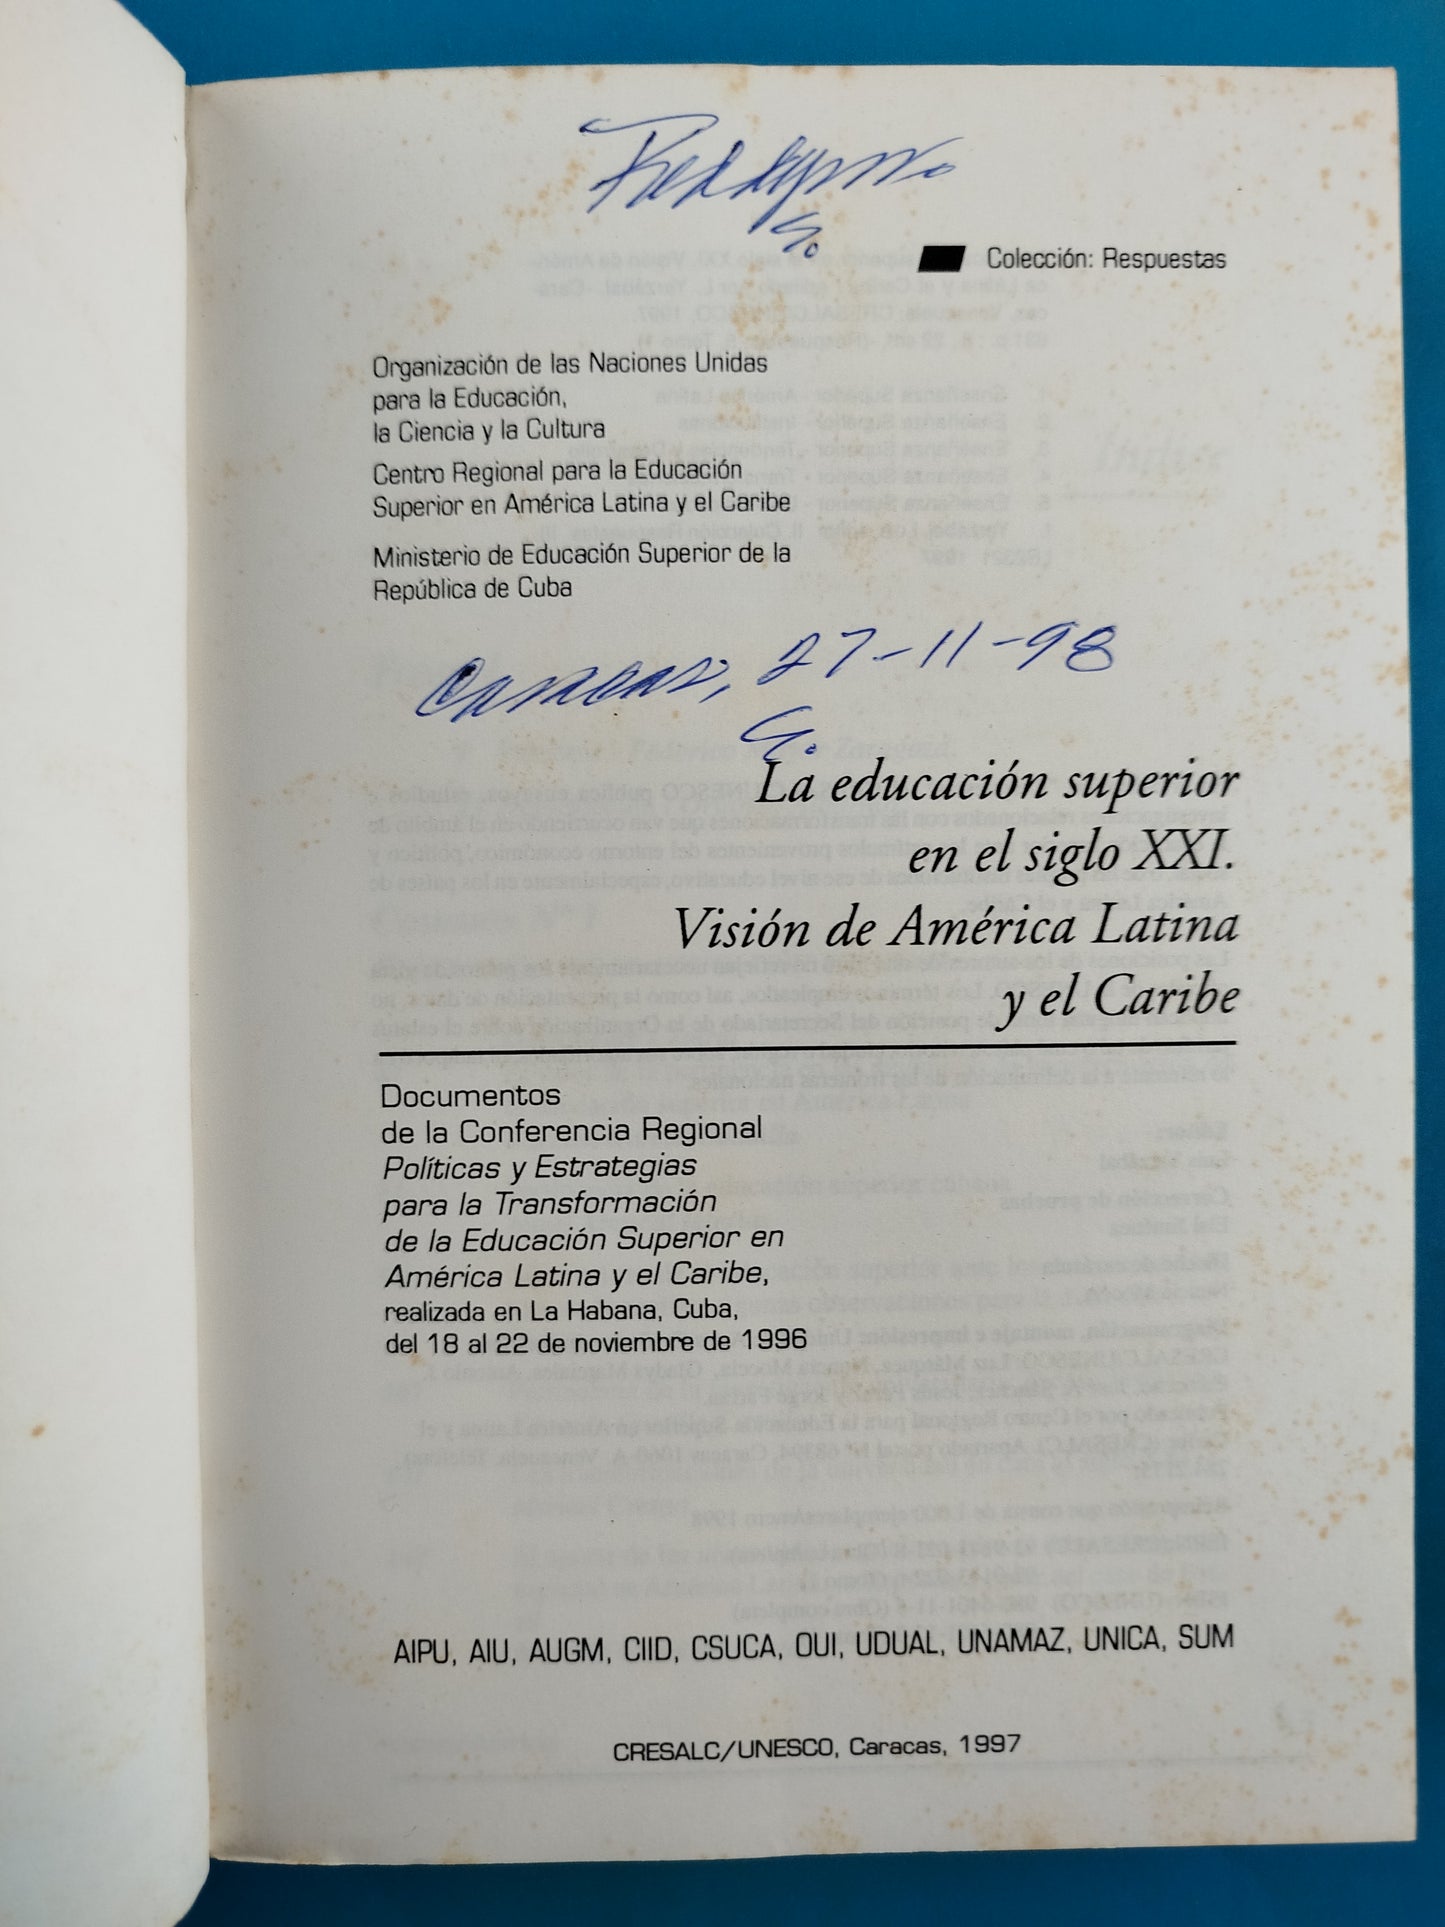 Colección: Respuestas
Organización de las Naciones Unidas
para la Educación,
la Ciencia y la Cultura
Centro Regional para la Educación
Superior en América Latina y el Caribe
Ministerio de Educación Superior de la
República de Cuba
Caracas, 27-11-98
La educación superior
en el siglo XXI.
Visión de América Latina
y el Caribe
Documentos
de la Conferencia Regional
Políticas y Estrategias
para la Transformación
de la Educación Superior en
América Latina y el Caribe,
realizada en La Habana, Cuba,
del 18 al 22 de noviembre de 1996
AIPU, AIU, AUGM, CIID, CSUCA, OUI, UDUAL, UNAMAZ, UNICA, SUM
CRESALC/UNESCO, Caracas, 1997